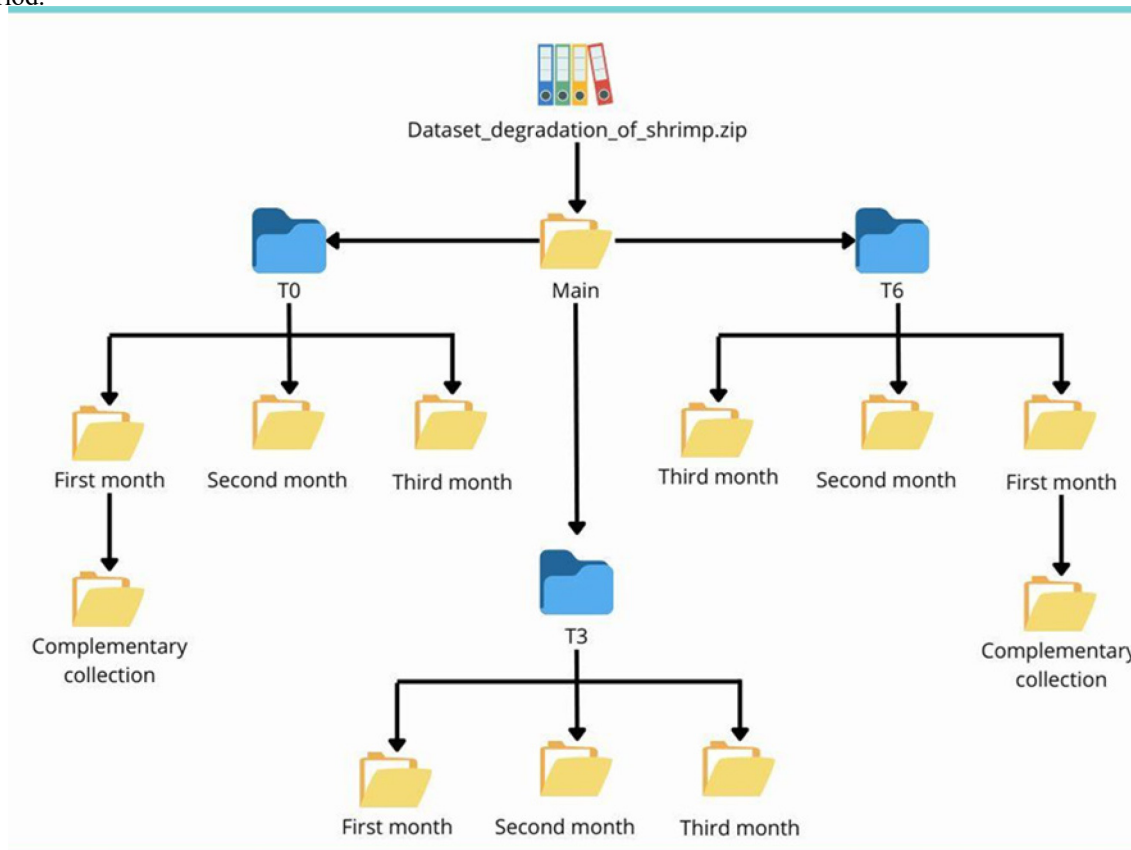 Dataset_degradation_of_shrimp.zip
T0
Main
T6
First month
Second month
Third month
Third month
Second month
First month
Complementary
collection
T3
Complementary
collection
First month
Second month
Third month